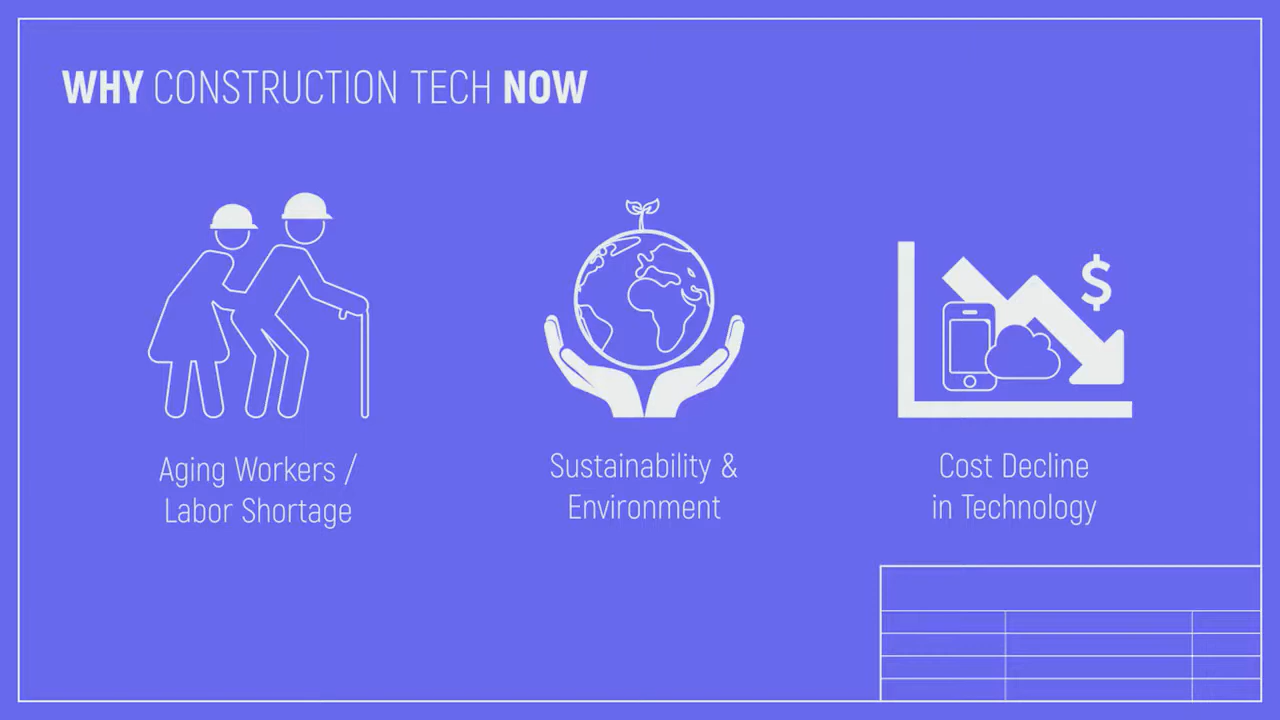 WHY CONSTRUCTION TECH NOW
$
Aging Workers /
Labor Shortage
Sustainability &
Environment
Cost Decline
in Technology